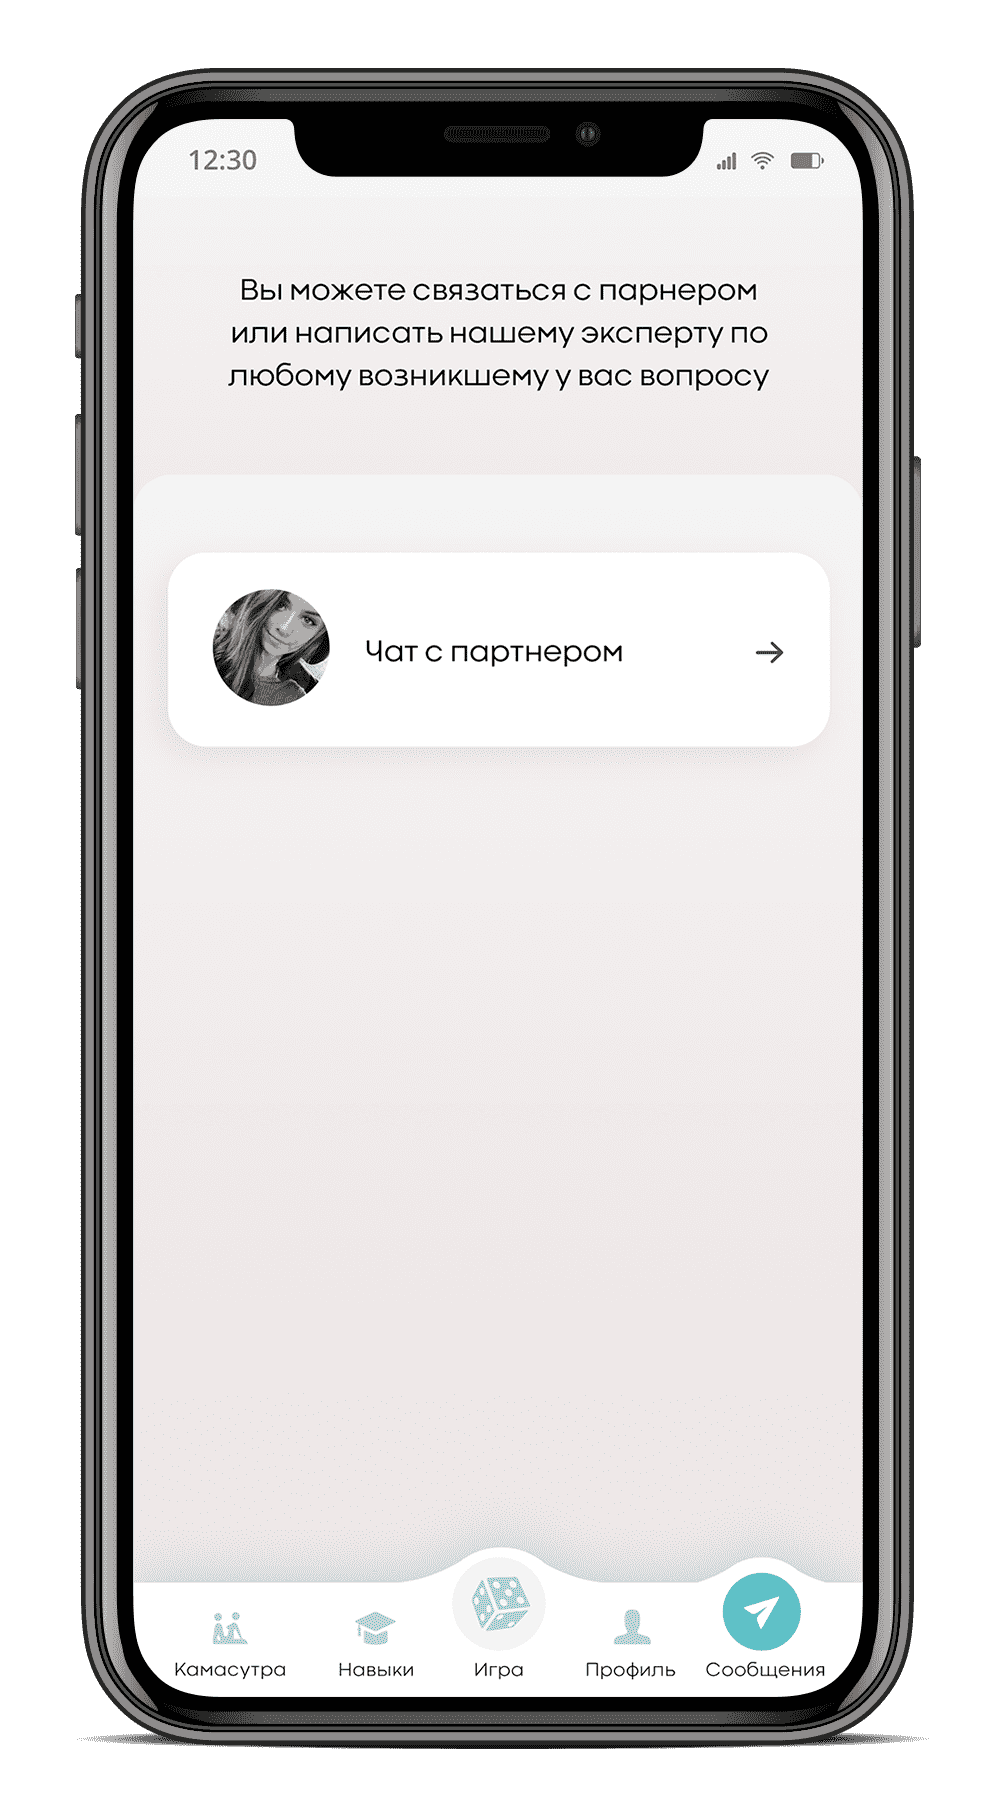 12:30
Вы можете связаться с парнером
или написать нашему эксперту по
любому возникшему у вас вопросу
Чат с партнером
Камасутра
Навыки
Игра
Профиль
Сообщения